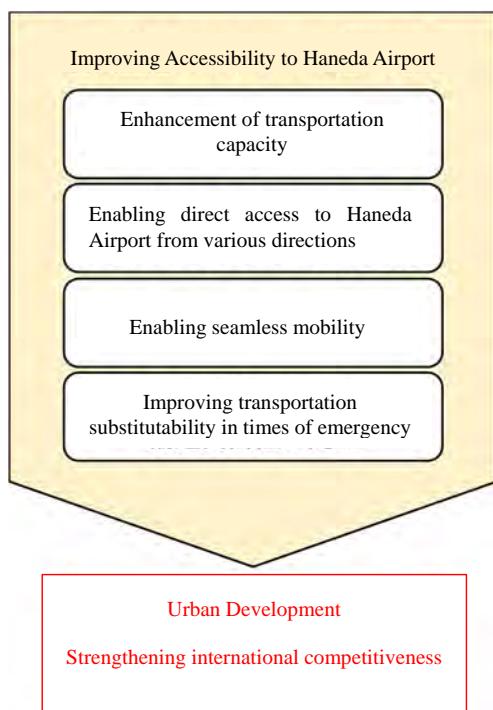 Improving Accessibility to Haneda Airport
Enhancement of transportation
capacity
Enabling direct access to Haneda
Airport from various directions
Enabling seamless mobility
Improving transportation
substitutability in times of emergency
Urban Development
Strengthening international competitiveness